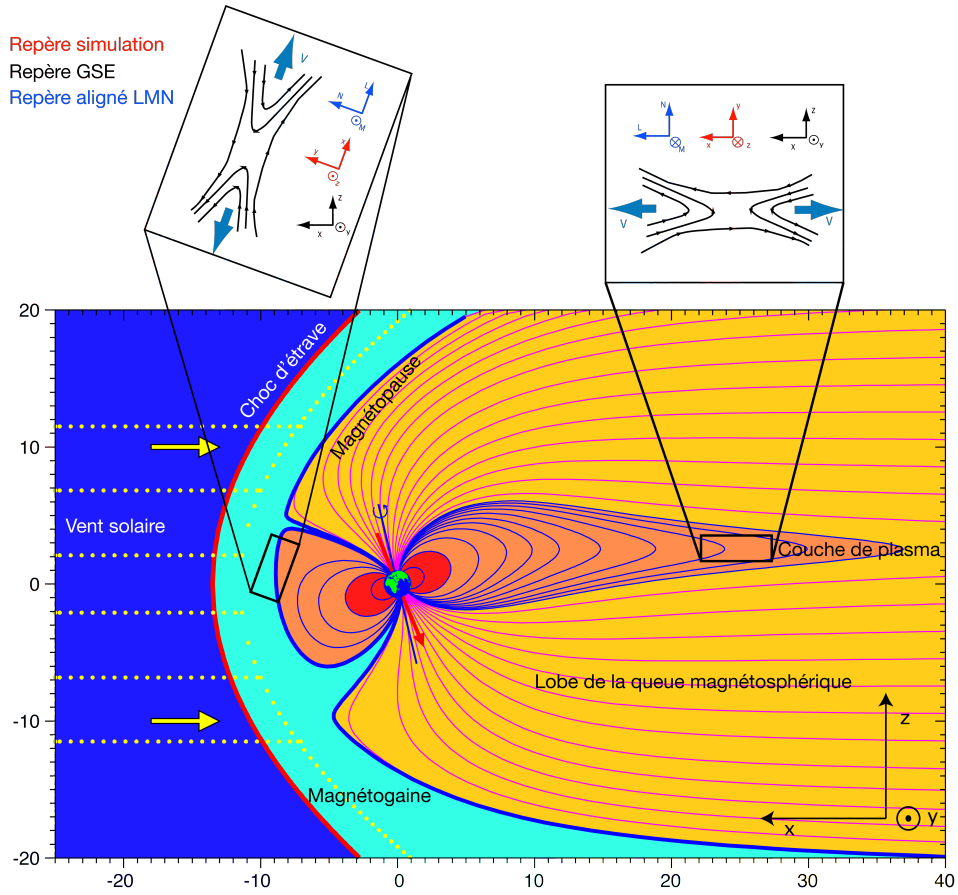 Repère simulation
Repère GSE
Repère aligné LMN
V
N
L
M
y
x
z
z
x
y
V
N
L
M
y
x
z
z
x
y
V
V
20
10
0
-10
-20
Choc d'étrave
Magnétopause
Vent solaire
Couche de plasma
Lobe de la queue magnétosphérique
Magnétogaine
z
x
y
-20
-10
0
10
20
30
40